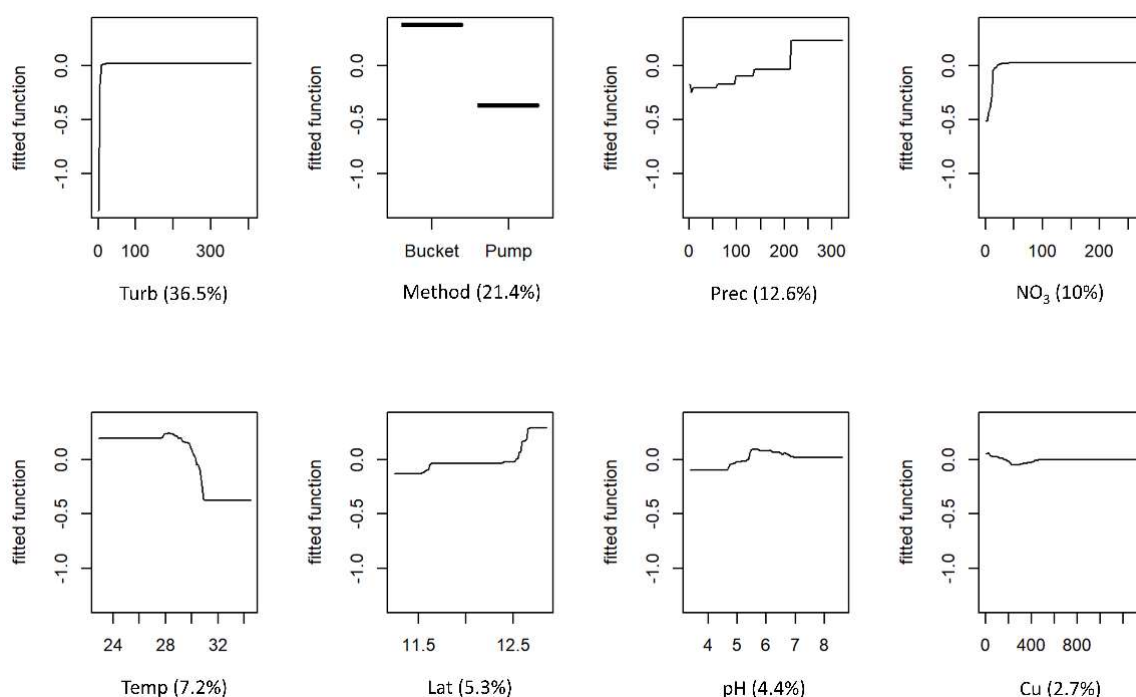 fitted function
0.0
-0.5
-1.0
0 100 300
Turb (36.5%)
fitted function
0.0
-0.5
-1.0
Bucket Pump
Method (21.4%)
fitted function
0.0
-0.5
-1.0
0 100 200 300
Prec (12.6%)
fitted function
0.0
-0.5
-1.0
0 100 200
NO₃ (10%)
fitted function
0.0
-0.5
-1.0
24 28 32
Temp (7.2%)
fitted function
0.0
-0.5
-1.0
11.5 12.5
Lat (5.3%)
fitted function
0.0
-0.5
-1.0
4 5 6 7 8
pH (4.4%)
fitted function
0.0
-0.5
-1.0
0 400 800
Cu (2.7%)